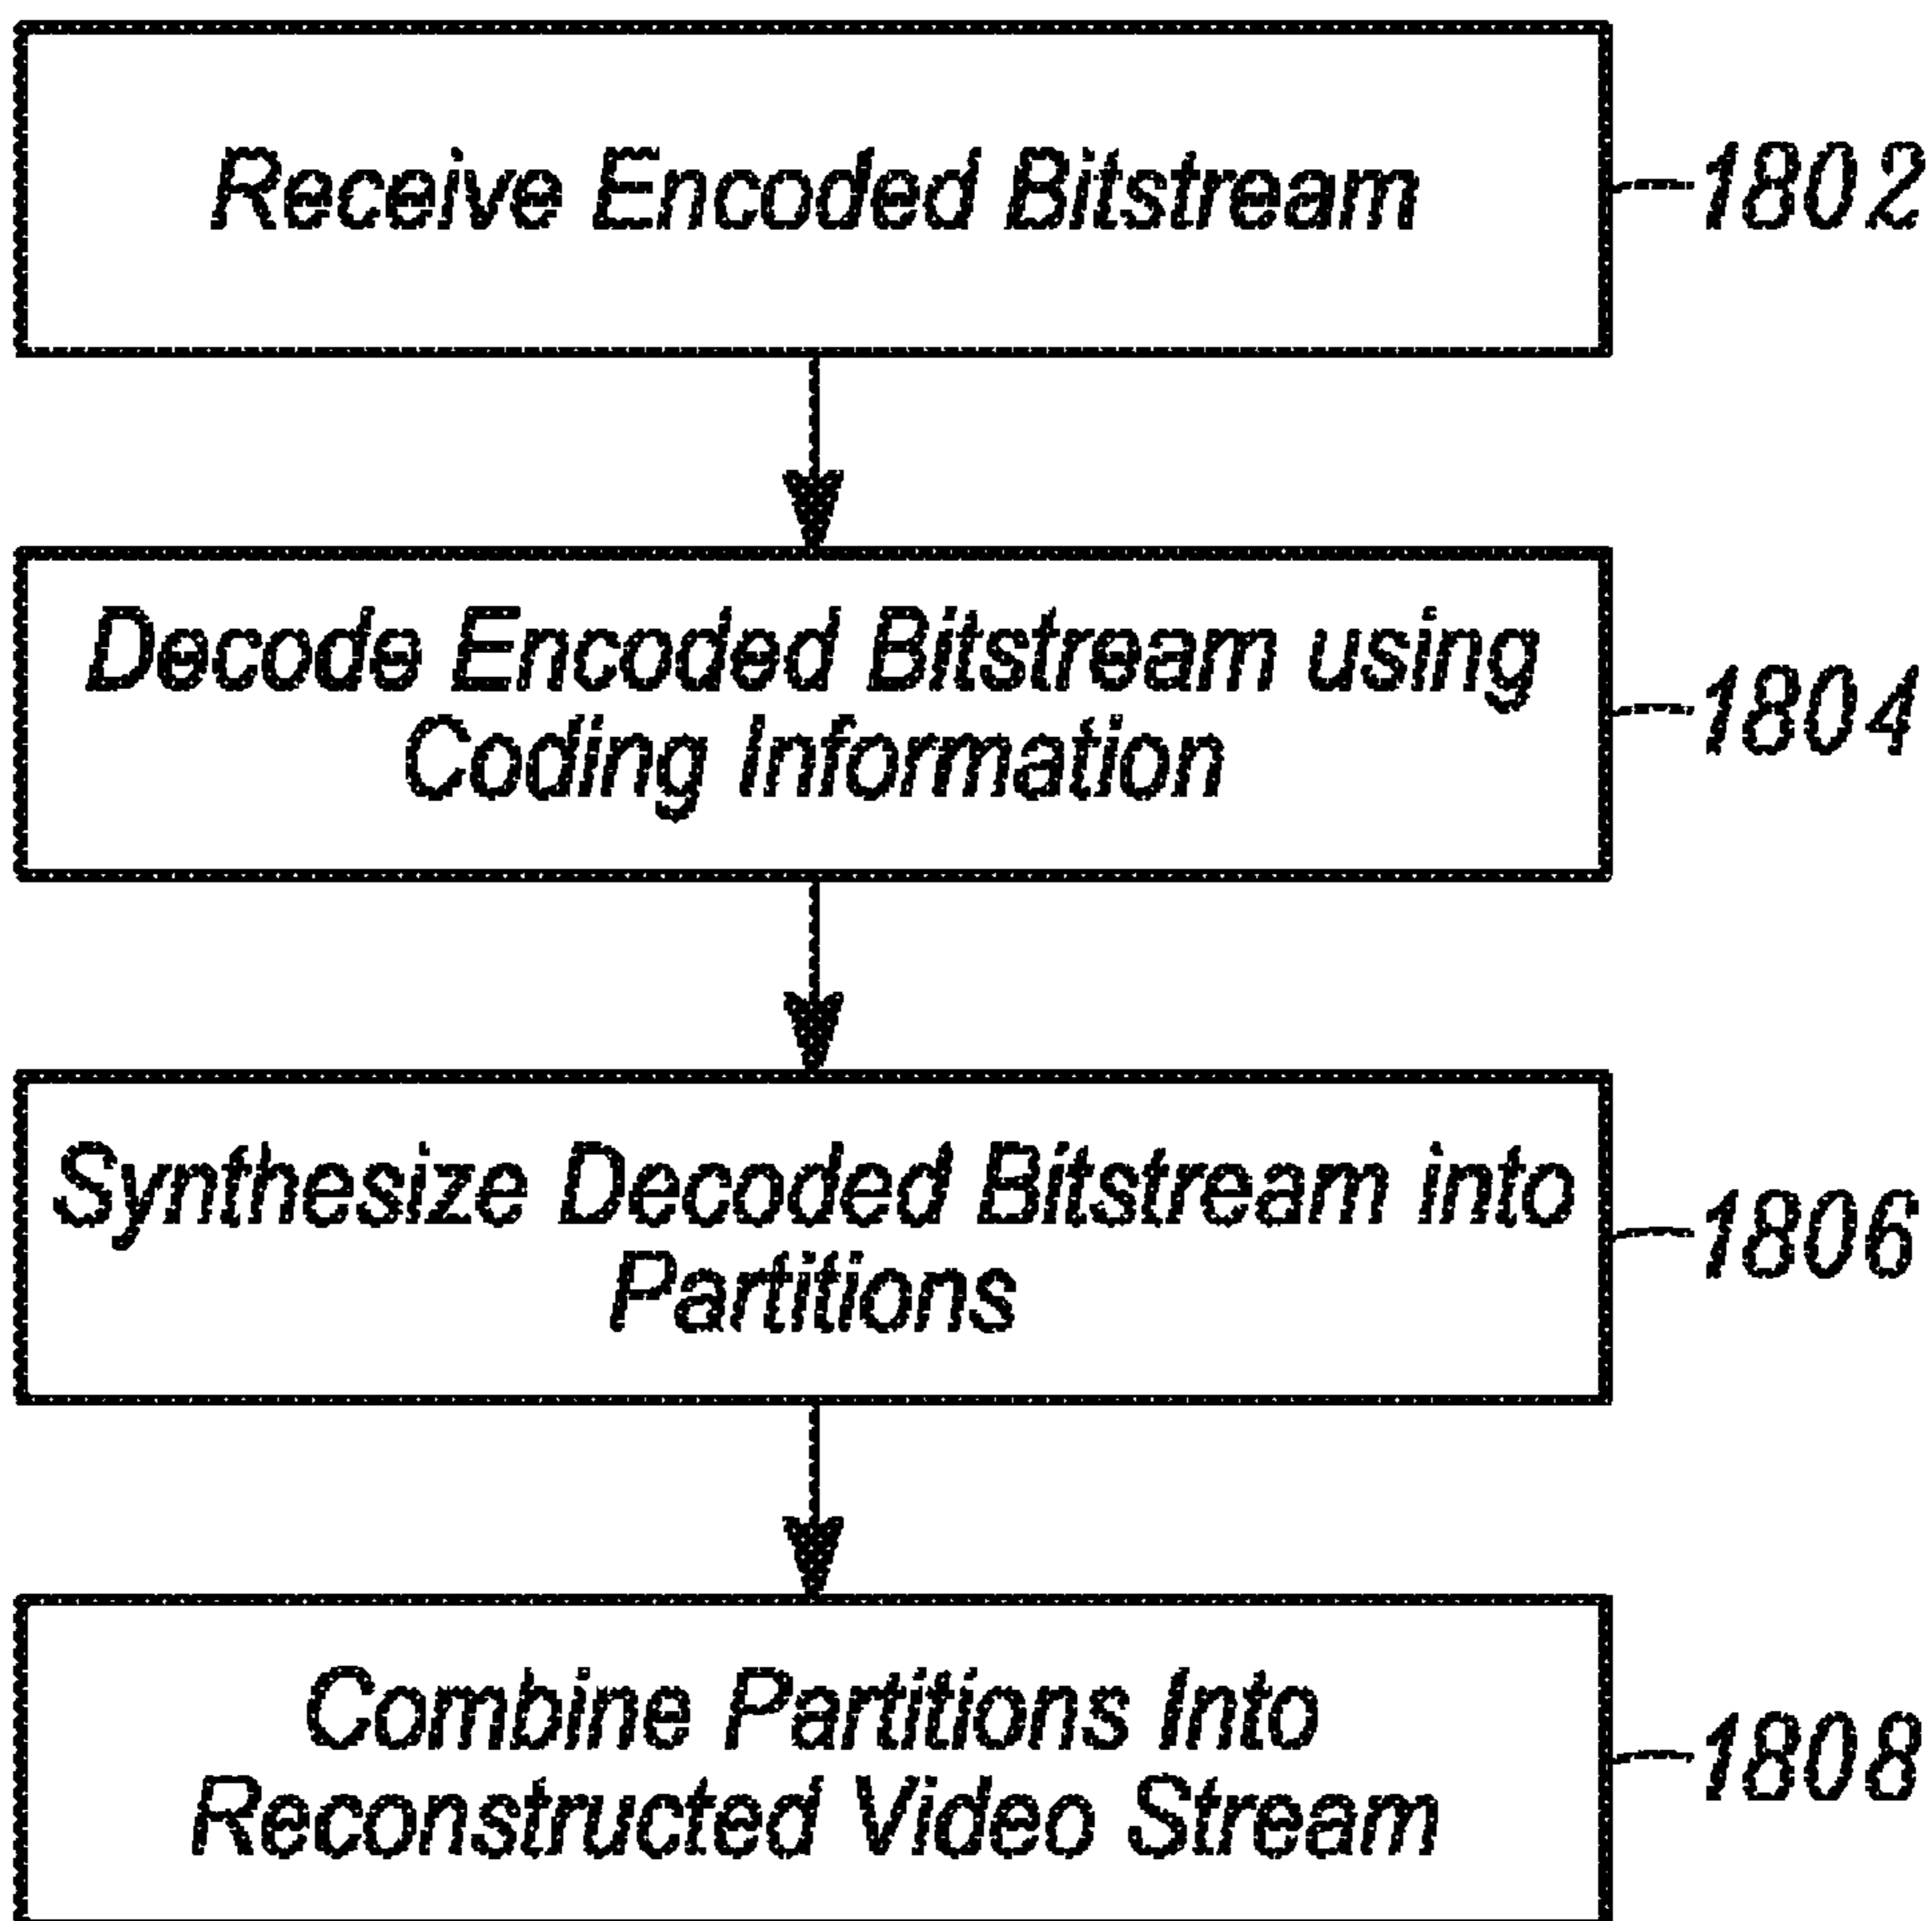 Receive Encoded Bitstream
1802
Decode Encoded Bitstream using
Coding Information
1804
Synthesize Decoded Bitstream into
Partitions
1806
Combine Partitions Into
Reconstructed Video Stream
1808